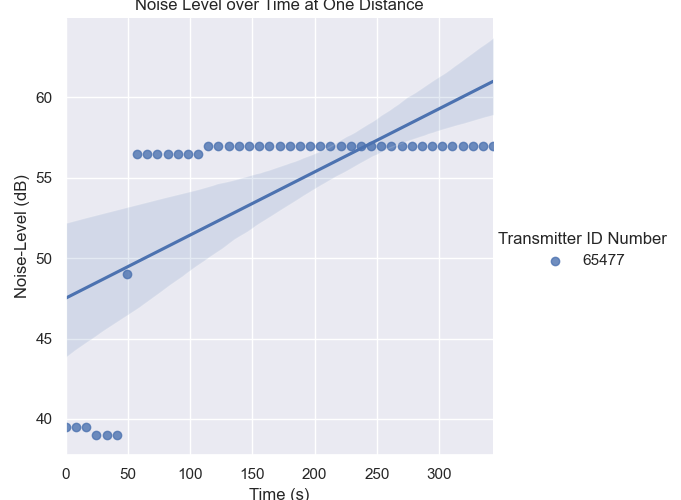 Noise Level over Time at One Distance
60
55
50
45
40
Noise-Level (dB)
0 50 100 150 200 250 300
Time (s)
Transmitter ID Number
65477